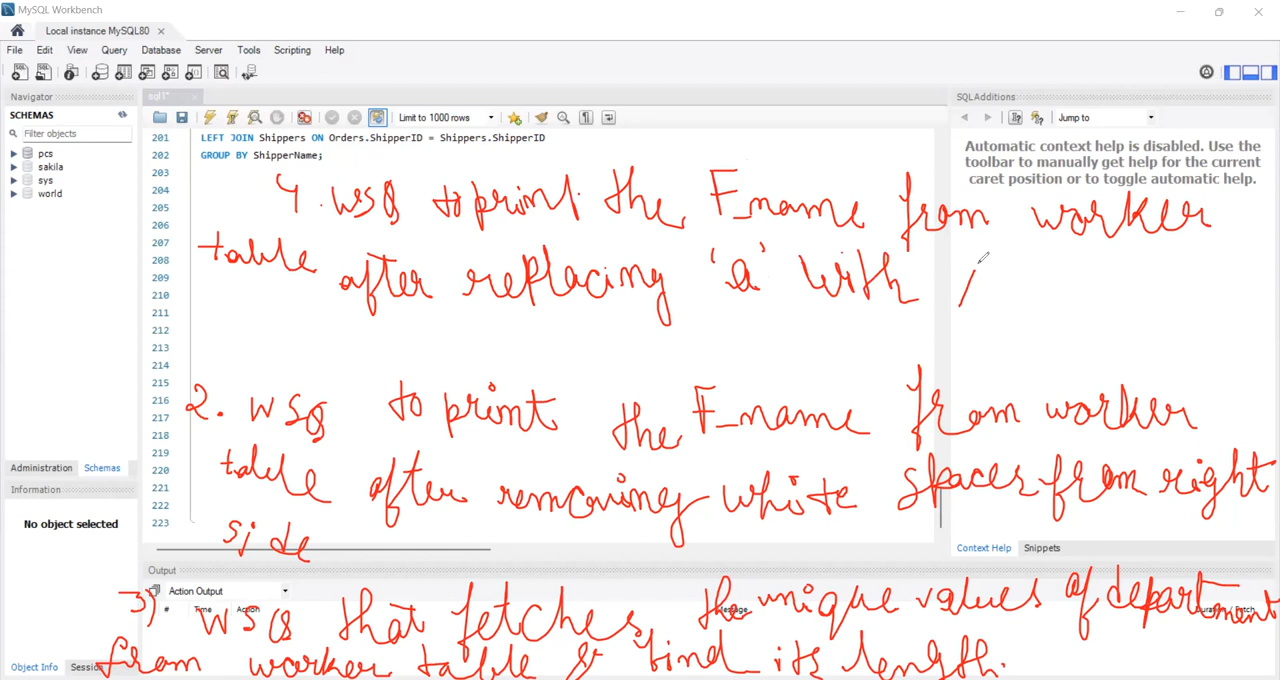 MySQL Workbench
Local instance MySQL80
File Edit View Query Database Server Tools Scripting Help
Navigator
SCHEMAS
Filter objects
pcs
sakila
sys
world
Administration Schemas
Information
No object selected
Object Info Session
sql1*
Limit to 1000 rows
201 LEFT JOIN Shippers ON Orders.ShipperID = Shippers.ShipperID
202 GROUP BY ShipperName;
203
204
205
206
207
208
209
210
211
212
213
214
215
216
217
218
219
220
221
222
223
4. WSQ to print the F_name from worker
table after replacing 'a' with /
2. WSQ to print the F_name from worker
table after removing white spaces from right
side
3) WSQ that fetches the unique values of department
from worker table & find its length.
SQLAdditions
Jump to
Automatic context help is disabled. Use the
toolbar to manually get help for the current
caret position or to toggle automatic help.
Context Help Snippets
Output
Action Output
# Time Action Message Duration / Fetch